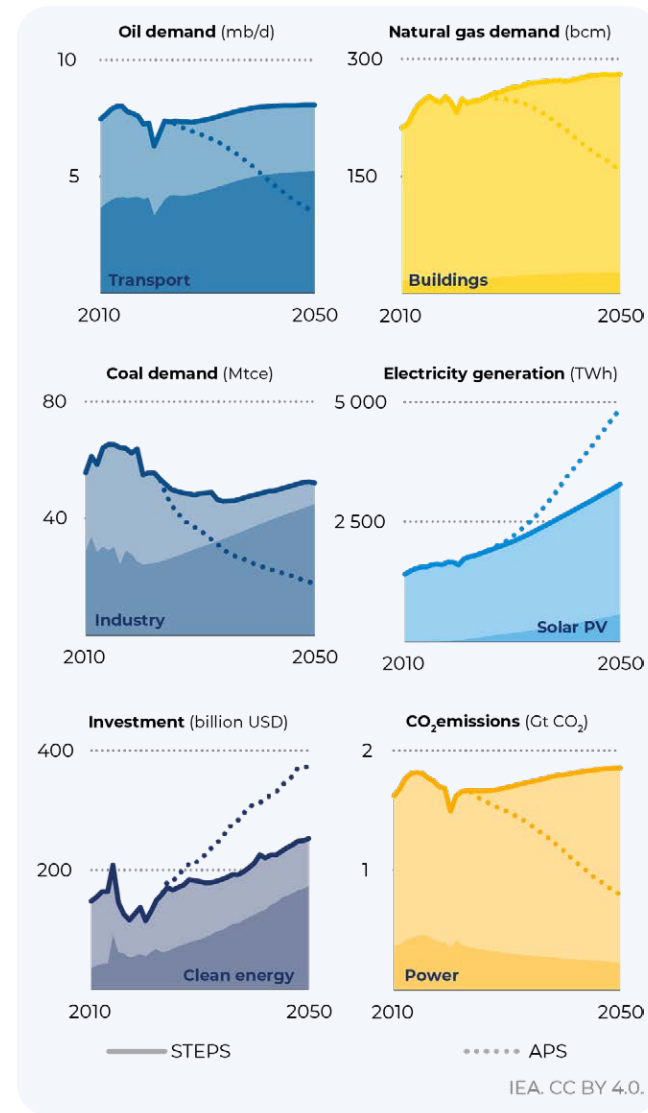 Oil demand (mb/d)
10
5
Transport
2010
2050
Natural gas demand (bcm)
300
150
Buildings
2010
2050
Coal demand (Mtce)
80
40
Industry
2010
2050
Electricity generation (TWh)
5 000
2 500
Solar PV
2010
2050
Investment (billion USD)
400
200
Clean energy
2010
2050
CO₂emissions (Gt CO₂)
2
1
Power
2010
2050
STEPS
APS
IEA. CC BY 4.0.